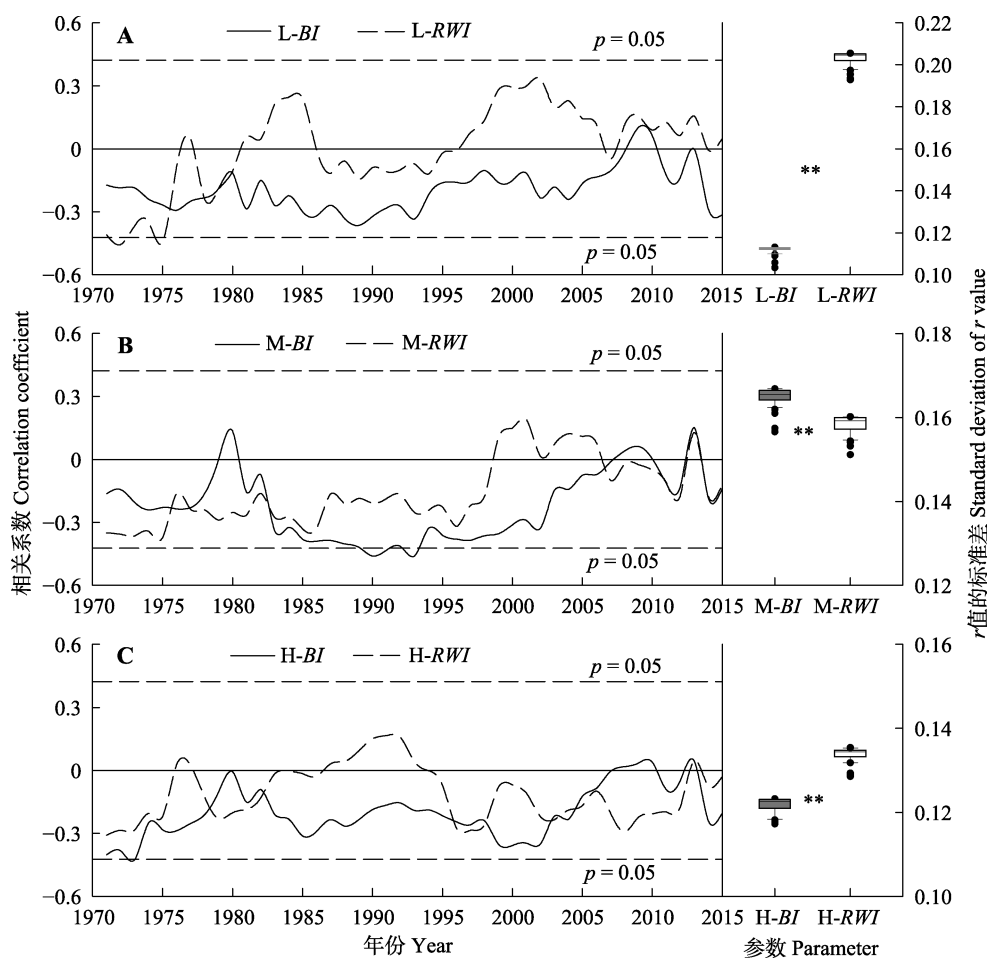 A
L-BI
L-RWI
p = 0.05
p = 0.05
0.6
0.3
0
−0.3
−0.6
1970 1975 1980 1985 1990 1995 2000 2005 2010 2015
**
L-BI L-RWI
0.22
0.20
0.18
0.16
0.14
0.12
0.10
B
M-BI
M-RWI
p = 0.05
p = 0.05
0.6
0.3
0
−0.3
−0.6
1970 1975 1980 1985 1990 1995 2000 2005 2010 2015
**
M-BI M-RWI
0.18
0.16
0.14
0.12
C
H-BI
H-RWI
p = 0.05
p = 0.05
0.6
0.3
0
−0.3
−0.6
1970 1975 1980 1985 1990 1995 2000 2005 2010 2015
**
H-BI H-RWI
0.16
0.14
0.12
0.10
相关系数 Correlation coefficient
r值的标准差 Standard deviation of r value
年份 Year
参数 Parameter